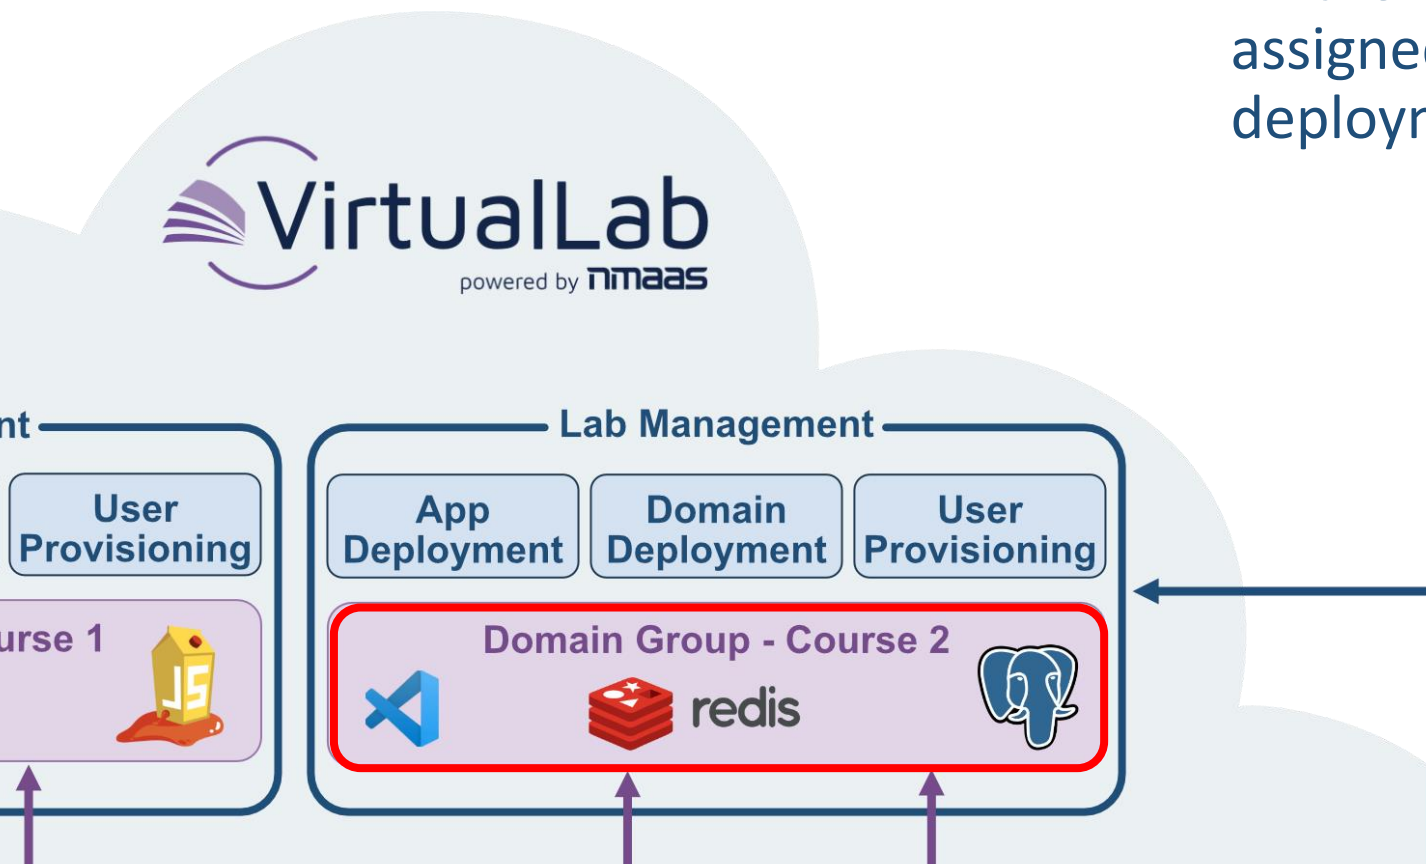 assigne
deployn
VirtualLab
powered by nmaas
nt
Lab Management
User
Provisioning
App
Deployment
Domain
Deployment
User
Provisioning
urse 1
JS
Domain Group - Course 2
redis